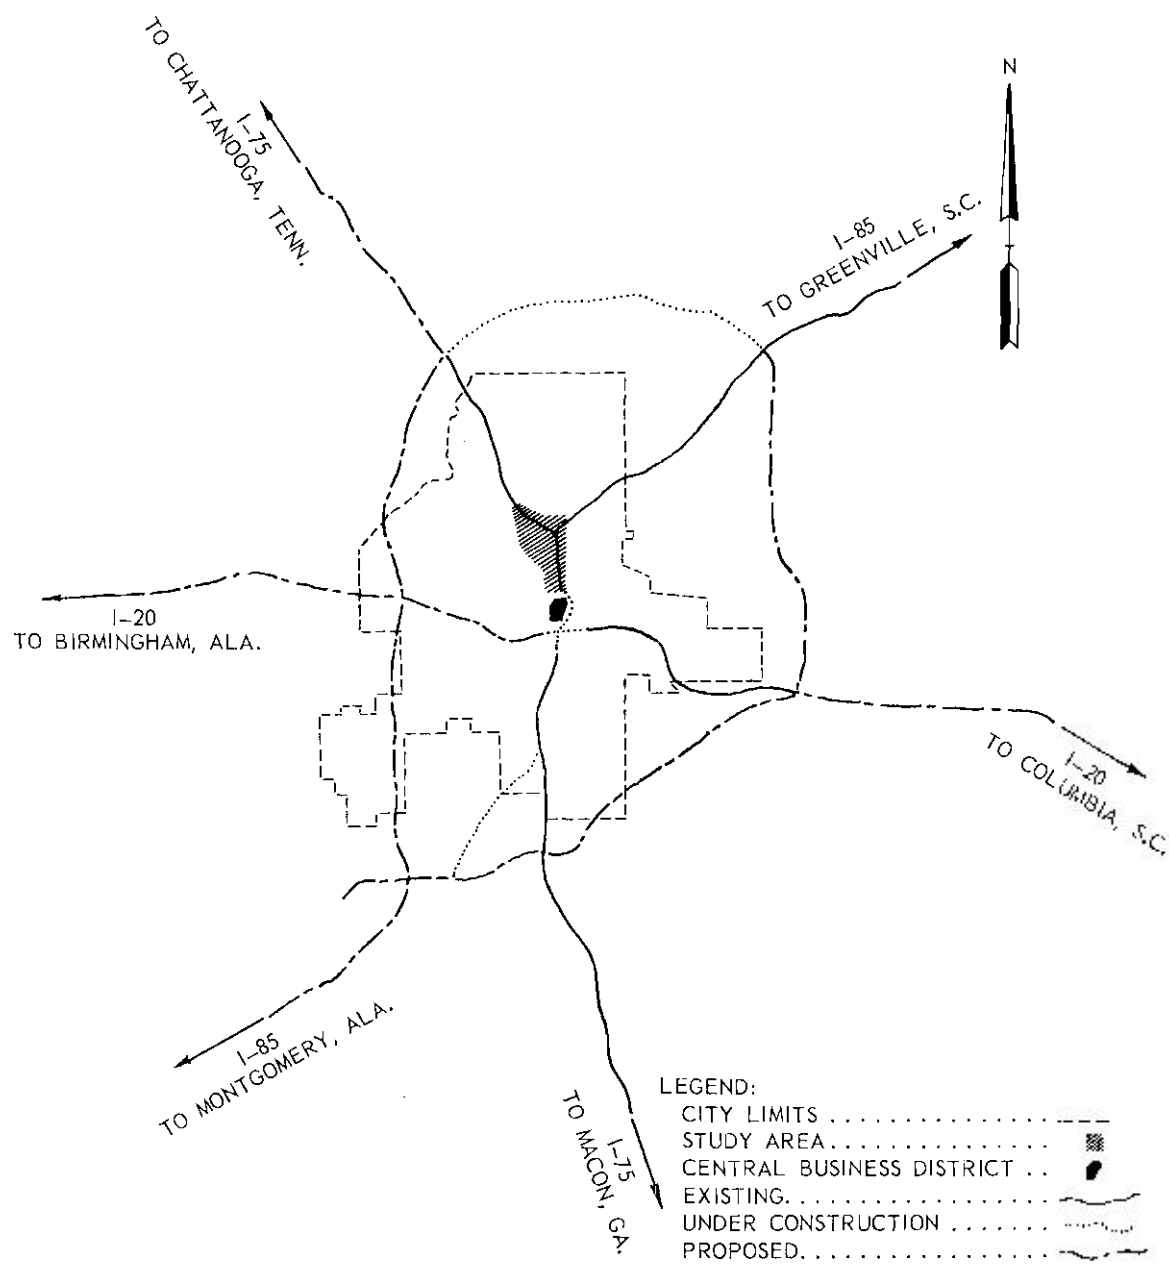 TO CHATTANOOGA, TENN.
I-75
N
I-85
TO GREENVILLE, S.C.
I-20
TO BIRMINGHAM, ALA.
I-20
TO COLUMBIA, S.C.
I-85
TO MONTGOMERY, ALA.
I-75
TO MACON, GA.
LEGEND:
CITY LIMITS . . . . . . . . . . . . . . . .
STUDY AREA . . . . . . . . . . . . . . . .
CENTRAL BUSINESS DISTRICT . .
EXISTING. . . . . . . . . . . . . . . . . . .
UNDER CONSTRUCTION . . . . . . .
PROPOSED. . . . . . . . . . . . . . . . . .